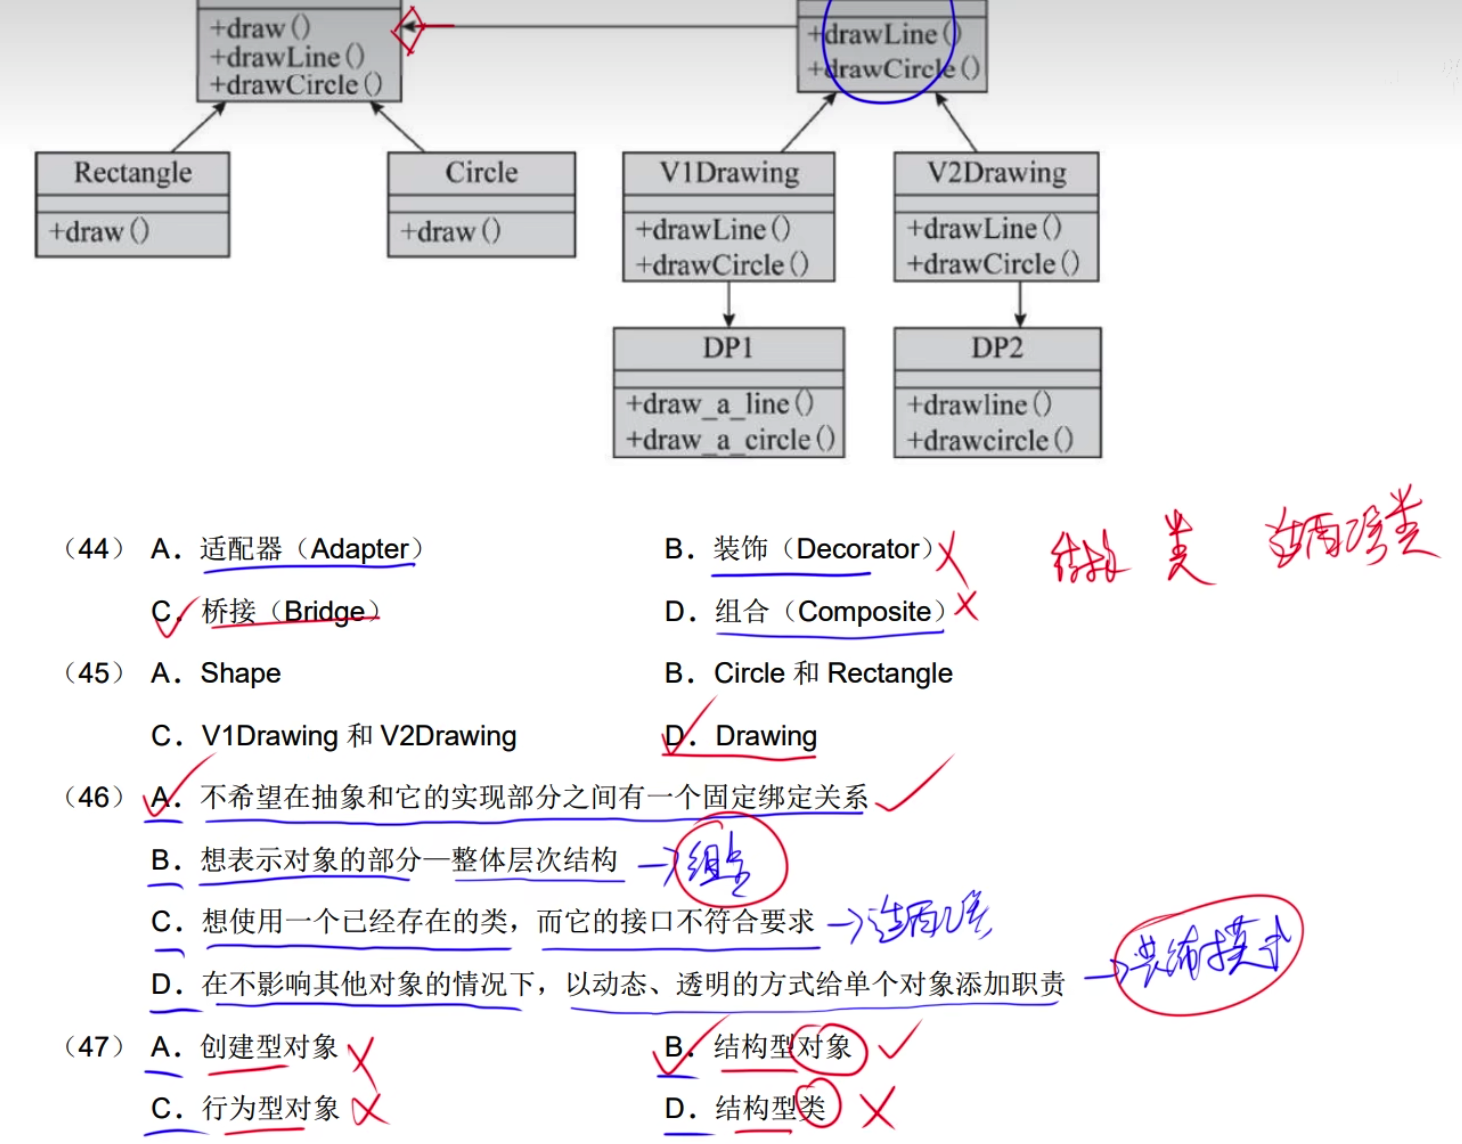 +draw()
+drawLine()
+drawCircle()
+drawLine()
+drawCircle()
Rectangle
+draw()
Circle
+draw()
V1Drawing
+drawLine()
+drawCircle()
V2Drawing
+drawLine()
+drawCircle()
DP1
+draw_a_line()
+draw_a_circle()
DP2
+drawline()
+drawcircle()
（44） A．适配器（Adapter） B．装饰（Decorator）
类 适配器类
C．桥接（Bridge） D．组合（Composite）
（45） A．Shape B．Circle 和 Rectangle
C．V1Drawing 和 V2Drawing D．Drawing
（46） A．不希望在抽象和它的实现部分之间有一个固定绑定关系
B．想表示对象的部分—整体层次结构 组合
C．想使用一个已经存在的类，而它的接口不符合要求 适配器
D．在不影响其他对象的情况下，以动态、透明的方式给单个对象添加职责 装饰模式
（47） A．创建型对象 B．结构型对象
C．行为型对象 D．结构型类